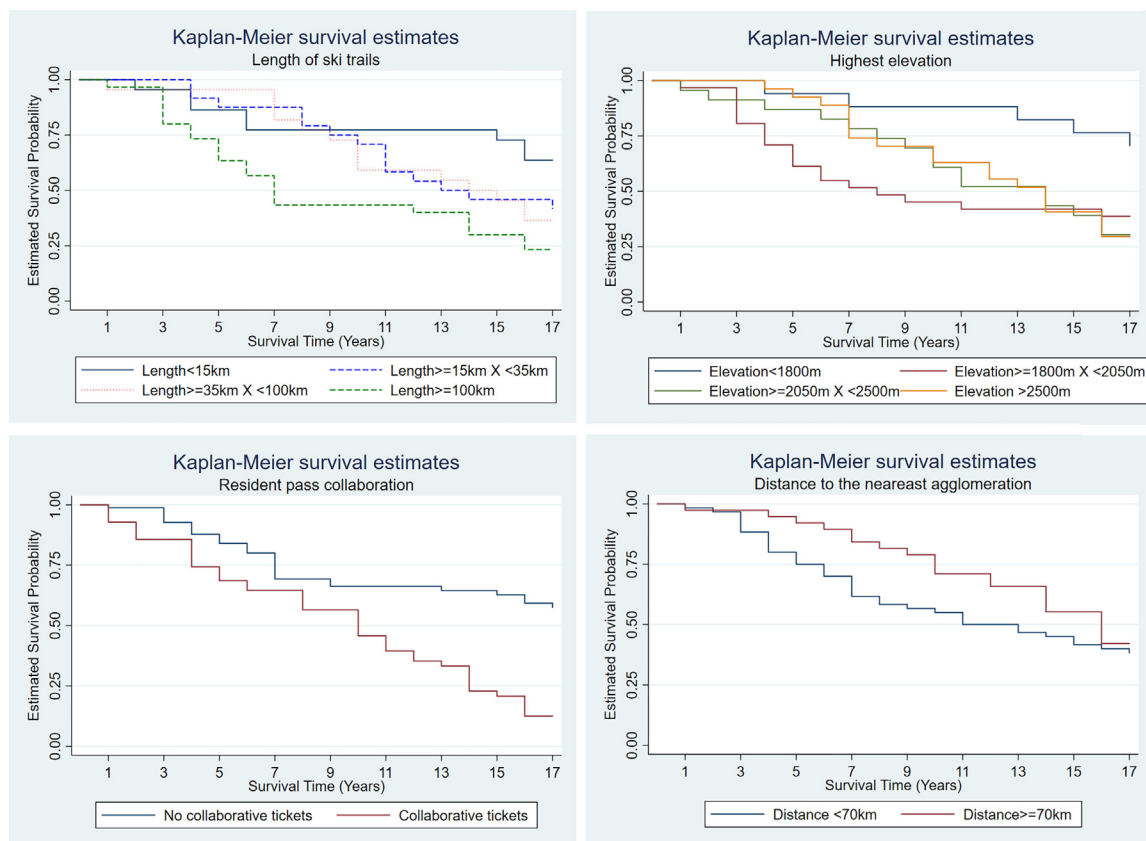 Kaplan-Meier survival estimates
Length of ski trails
Estimated Survival Probability
1.00
0.75
0.50
0.25
0.00
1 3 5 7 9 11 13 15 17
Survival Time (Years)
Length<15km Length>=15km X <35km
Length>=35km X <100km Length>=100km
Kaplan-Meier survival estimates
Highest elevation
Estimated Survival Probability
1.00
0.75
0.50
0.25
0.00
1 3 5 7 9 11 13 15 17
Survival Time (Years)
Elevation<1800m Elevation>=1800m X <2050m
Elevation>=2050m X <2500m Elevation >2500m
Kaplan-Meier survival estimates
Resident pass collaboration
Estimated Survival Probability
1.00
0.75
0.50
0.25
0.00
1 3 5 7 9 11 13 15 17
Survival Time (Years)
No collaborative tickets Collaborative tickets
Kaplan-Meier survival estimates
Distance to the neareast agglomeration
Estimated Survival Probability
1.00
0.75
0.50
0.25
0.00
1 3 5 7 9 11 13 15 17
Survival Time (Years)
Distance <70km Distance>=70km